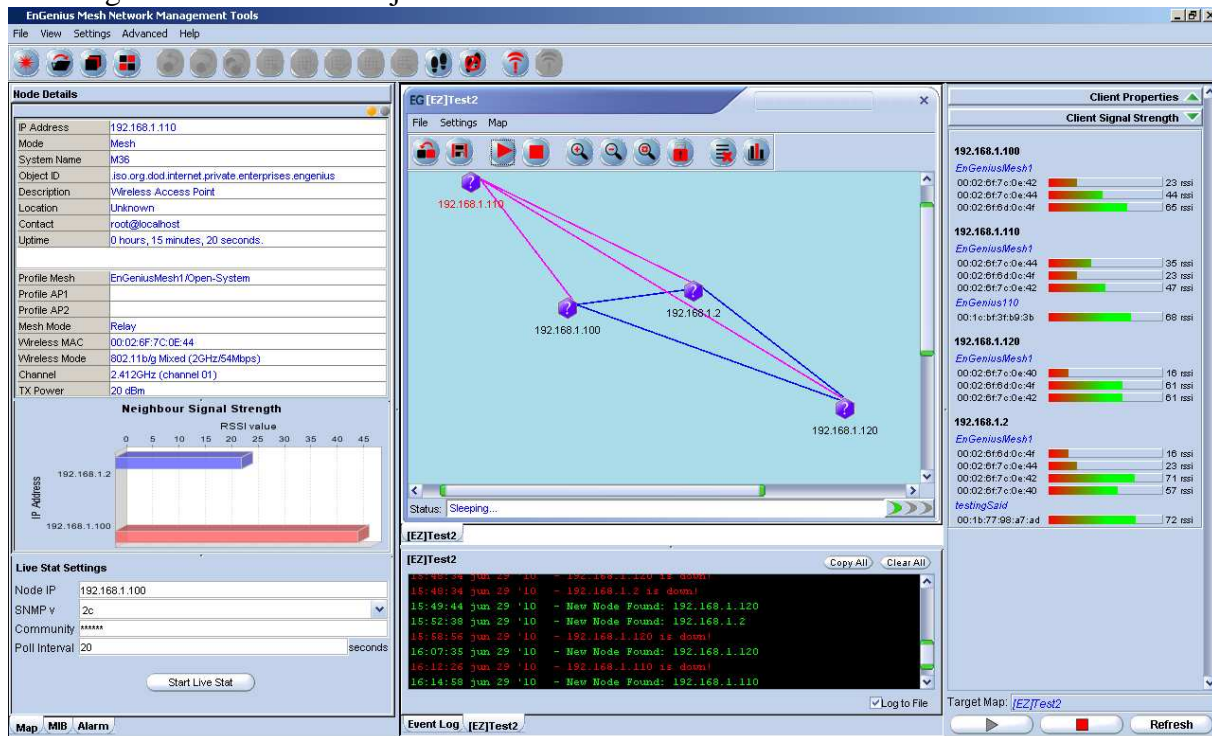 EnGenius Mesh Network Management Tools
File View Settings Advanced Help
Node Details
IP Address 192.168.1.110
Mode Mesh
System Name M36
Object ID .iso.org.dod.internet.private.enterprises.engenius
Description Wireless Access Point
Location Unknown
Contact root@localhost
Uptime 0 hours, 15 minutes, 20 seconds.
Profile Mesh EnGeniusMesh1/Open-System
Profile AP1
Profile AP2
Mesh Mode Relay
Wireless MAC 00:02:6F:7C:0E:44
Wireless Mode 802.11b/g Mixed (2GHz/54Mbps)
Channel 2.412GHz (channel 01)
TX Power 20 dBm
Neighbour Signal Strength
RSSI value
0 5 10 15 20 25 30 35 40 45
IP Address
192.168.1.2
192.168.1.100
Live Stat Settings
Node IP 192.168.1.100
SNMP v 2c
Community ******
Poll Interval 20 seconds
Start Live Stat
Map MIB Alarm
EG [EZ]Test2
File Settings Map
192.168.1.110
192.168.1.2
192.168.1.100
192.168.1.120
Status: Sleeping...
[EZ]Test2
[EZ]Test2 Copy All Clear All
15:48:34 jun 29 '10 - 192.168.1.120 is down!
15:48:34 jun 29 '10 - 192.168.1.2 is down!
15:49:44 jun 29 '10 - New Node Found: 192.168.1.120
15:52:38 jun 29 '10 - New Node Found: 192.168.1.2
15:58:56 jun 29 '10 - 192.168.1.120 is down!
16:07:35 jun 29 '10 - New Node Found: 192.168.1.120
16:12:26 jun 29 '10 - 192.168.1.110 is down!
16:14:58 jun 29 '10 - New Node Found: 192.168.1.110
Log to File
Event Log [EZ]Test2
Client Properties
Client Signal Strength
192.168.1.100
EnGeniusMesh1
00:02:6f:7c:0e:42 23 rssi
00:02:6f:7c:0e:44 44 rssi
00:02:6f:6d:0c:4f 65 rssi
192.168.1.110
EnGeniusMesh1
00:02:6f:7c:0e:44 35 rssi
00:02:6f:6d:0c:4f 23 rssi
00:02:6f:7c:0e:42 47 rssi
EnGenius110
00:1c:bf:3f:b9:3b 68 rssi
192.168.1.120
EnGeniusMesh1
00:02:6f:7c:0e:40 16 rssi
00:02:6f:6d:0c:4f 61 rssi
00:02:6f:7c:0e:42 61 rssi
192.168.1.2
EnGeniusMesh1
00:02:6f:6d:0c:4f 16 rssi
00:02:6f:7c:0e:44 23 rssi
00:02:6f:7c:0e:42 71 rssi
00:02:6f:7c:0e:40 57 rssi
testingSaid
00:1b:77:98:a7:ad 72 rssi
Target Map: [EZ]Test2
Refresh